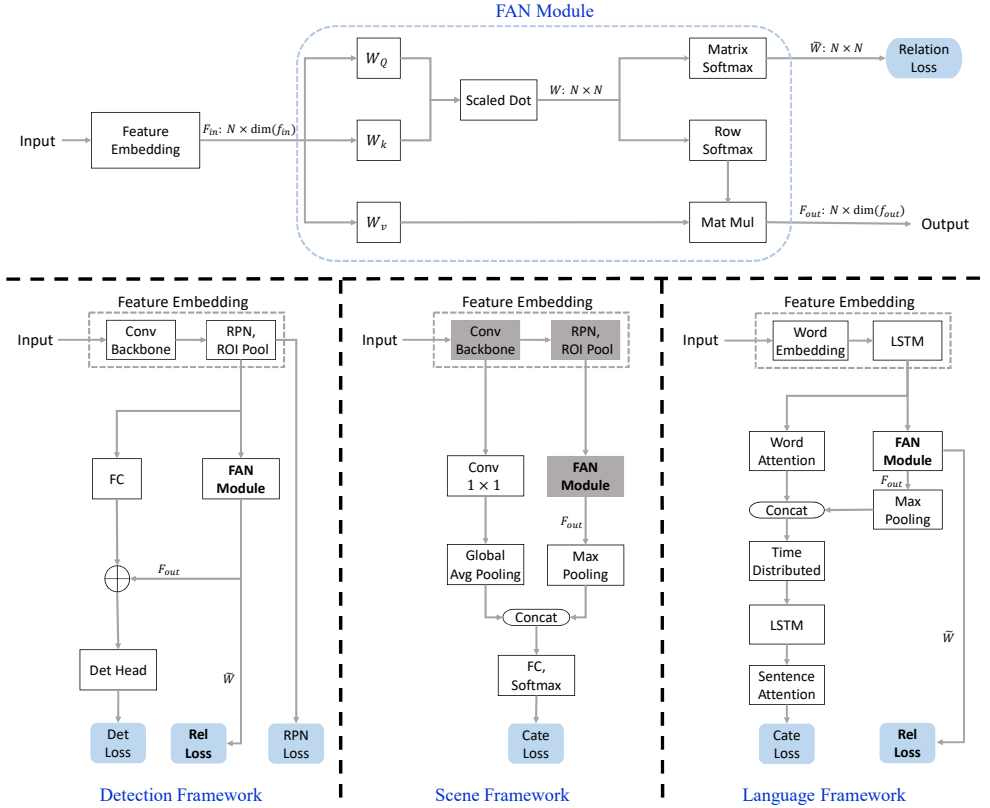 FAN Module
Input
Feature
Embedding
F_in: N × dim(f_in)
W_Q
W_k
W_v
Scaled Dot
W: N × N
Matrix
Softmax
W̃: N × N
Relation
Loss
Row
Softmax
Mat Mul
F_out: N × dim(f_out)
Output
Feature Embedding
Input
Conv
Backbone
RPN,
ROI Pool
FC
FAN
Module
F_out
Det Head
W̃
Det
Loss
Rel
Loss
RPN
Loss
Detection Framework
Feature Embedding
Input
Conv
Backbone
RPN,
ROI Pool
Conv
1 × 1
FAN
Module
F_out
Global
Avg Pooling
Max
Pooling
Concat
FC,
Softmax
Cate
Loss
Scene Framework
Feature Embedding
Input
Word
Embedding
LSTM
Word
Attention
FAN
Module
F_out
Concat
Max
Pooling
Time
Distributed
LSTM
W̃
Sentence
Attention
Cate
Loss
Rel
Loss
Language Framework